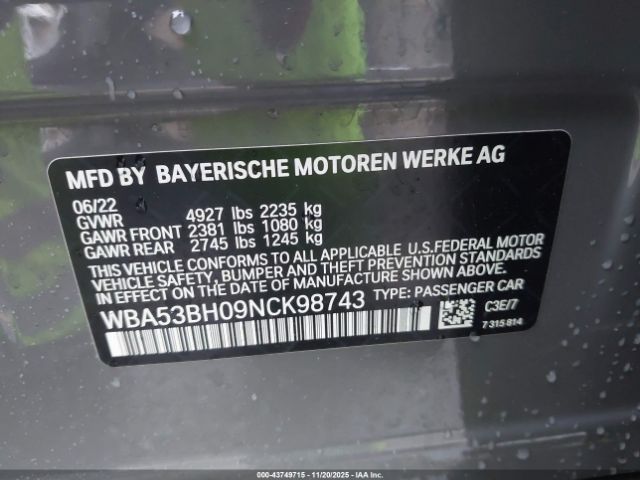 MFD BY BAYERISCHE MOTOREN WERKE AG
06/22
GVWR 4927 lbs 2235 kg
GAWR FRONT 2381 lbs 1080 kg
GAWR REAR 2745 lbs 1245 kg
THIS VEHICLE CONFORMS TO ALL APPLICABLE U.S.FEDERAL MOTOR
VEHICLE SAFETY, BUMPER AND THEFT PREVENTION STANDARDS
IN EFFECT ON THE DATE OF MANUFACTURE SHOWN ABOVE.
WBA53BH09NCK98743 TYPE: PASSENGER CAR
C3E/7
7 315 814
000-43749715 - 11/20/2025 - IAAI, Inc.